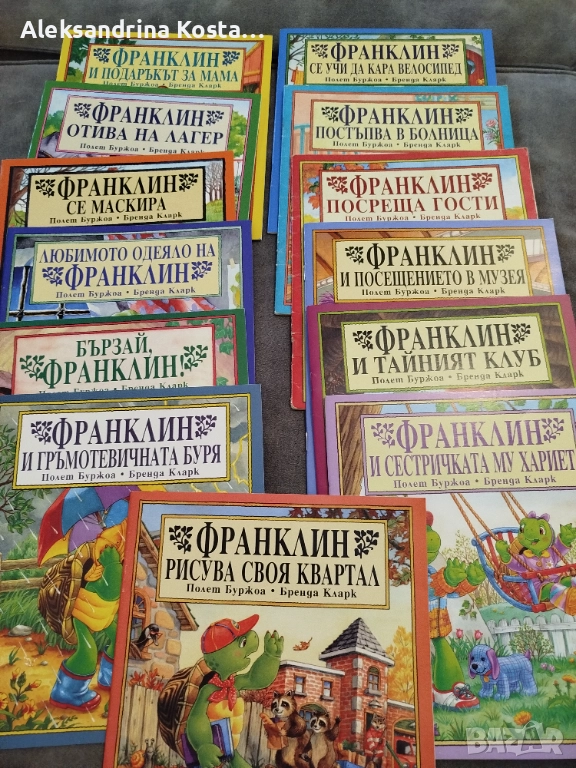 Aleksandrina Kosta...
ФРАНКЛИН
И ПОДАРЪКЪТ ЗА МАМА
Полет Буржоа • Бренда Кларк
ФРАНКЛИН
ОТИВА НА ЛАГЕР
Полет Буржоа • Бренда Кларк
ФРАНКЛИН
СЕ МАСКИРА
Полет Буржоа • Бренда Кларк
ЛЮБИМОТО ОДЕЯЛО НА
ФРАНКЛИН
Полет Буржоа • Бренда Кларк
БЪРЗАЙ,
ФРАНКЛИН!
Полет Буржоа • Бренда Кларк
ФРАНКЛИН
И ГРЪМОТЕВИЧНАТА БУРЯ
Полет Буржоа • Бренда Кларк
ФРАНКЛИН
СЕ УЧИ ДА КАРА ВЕЛОСИПЕД
Полет Буржоа • Бренда Кларк
ФРАНКЛИН
ПОСТЪПВА В БОЛНИЦА
Полет Буржоа • Бренда Кларк
ФРАНКЛИН
ПОСРЕЩА ГОСТИ
Полет Буржоа • Бренда Кларк
ФРАНКЛИН
И ПОСЕЩЕНИЕТО В МУЗЕЯ
Полет Буржоа • Бренда Кларк
ФРАНКЛИН
И ТАЙНИЯТ КЛУБ
Полет Буржоа • Бренда Кларк
ФРАНКЛИН
И СЕСТРИЧКАТА МУ ХАРИЕТ
Полет Буржоа • Бренда Кларк
ФРАНКЛИН
РИСУВА СВОЯ КВАРТАЛ
Полет Буржоа • Бренда Кларк
BAZAR